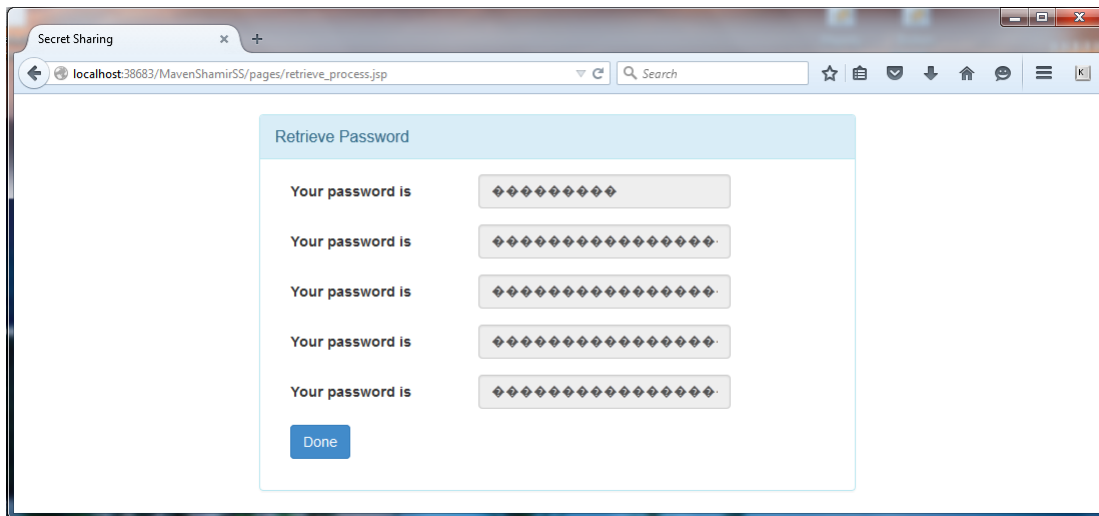 Secret Sharing
localhost:38683/MavenShamirSS/pages/retrieve_process.jsp
Search
Retrieve Password
Your password is ���������
Your password is ����������������
Your password is ����������������
Your password is ����������������
Your password is ����������������
Done